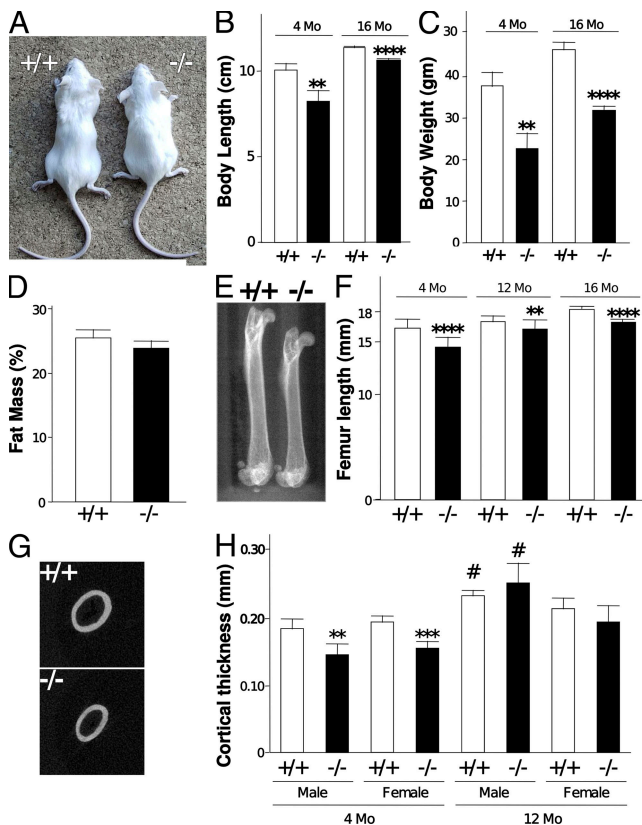 A
+/+ -/-
B
4 Mo 16 Mo
Body Length (cm)
10
5
0
** ****
+/+ -/- +/+ -/-
C
4 Mo 16 Mo
Body Weight (gm)
30
40
30
20
10
0
** ****
+/+ -/- +/+ -/-
D
Fat Mass (%)
30
20
10
0
+/+ -/-
E
+/+ -/-
F
4 Mo 12 Mo 16 Mo
Femur length (mm)
18
15
10
0
**** ** ****
+/+ -/- +/+ -/- +/+ -/-
G
+/+
-/-
H
Cortical thickness (mm)
0.30
0.20
0.10
0
** *** # #
+/+ -/- +/+ -/- +/+ -/- +/+ -/-
Male Female Male Female
4 Mo 12 Mo